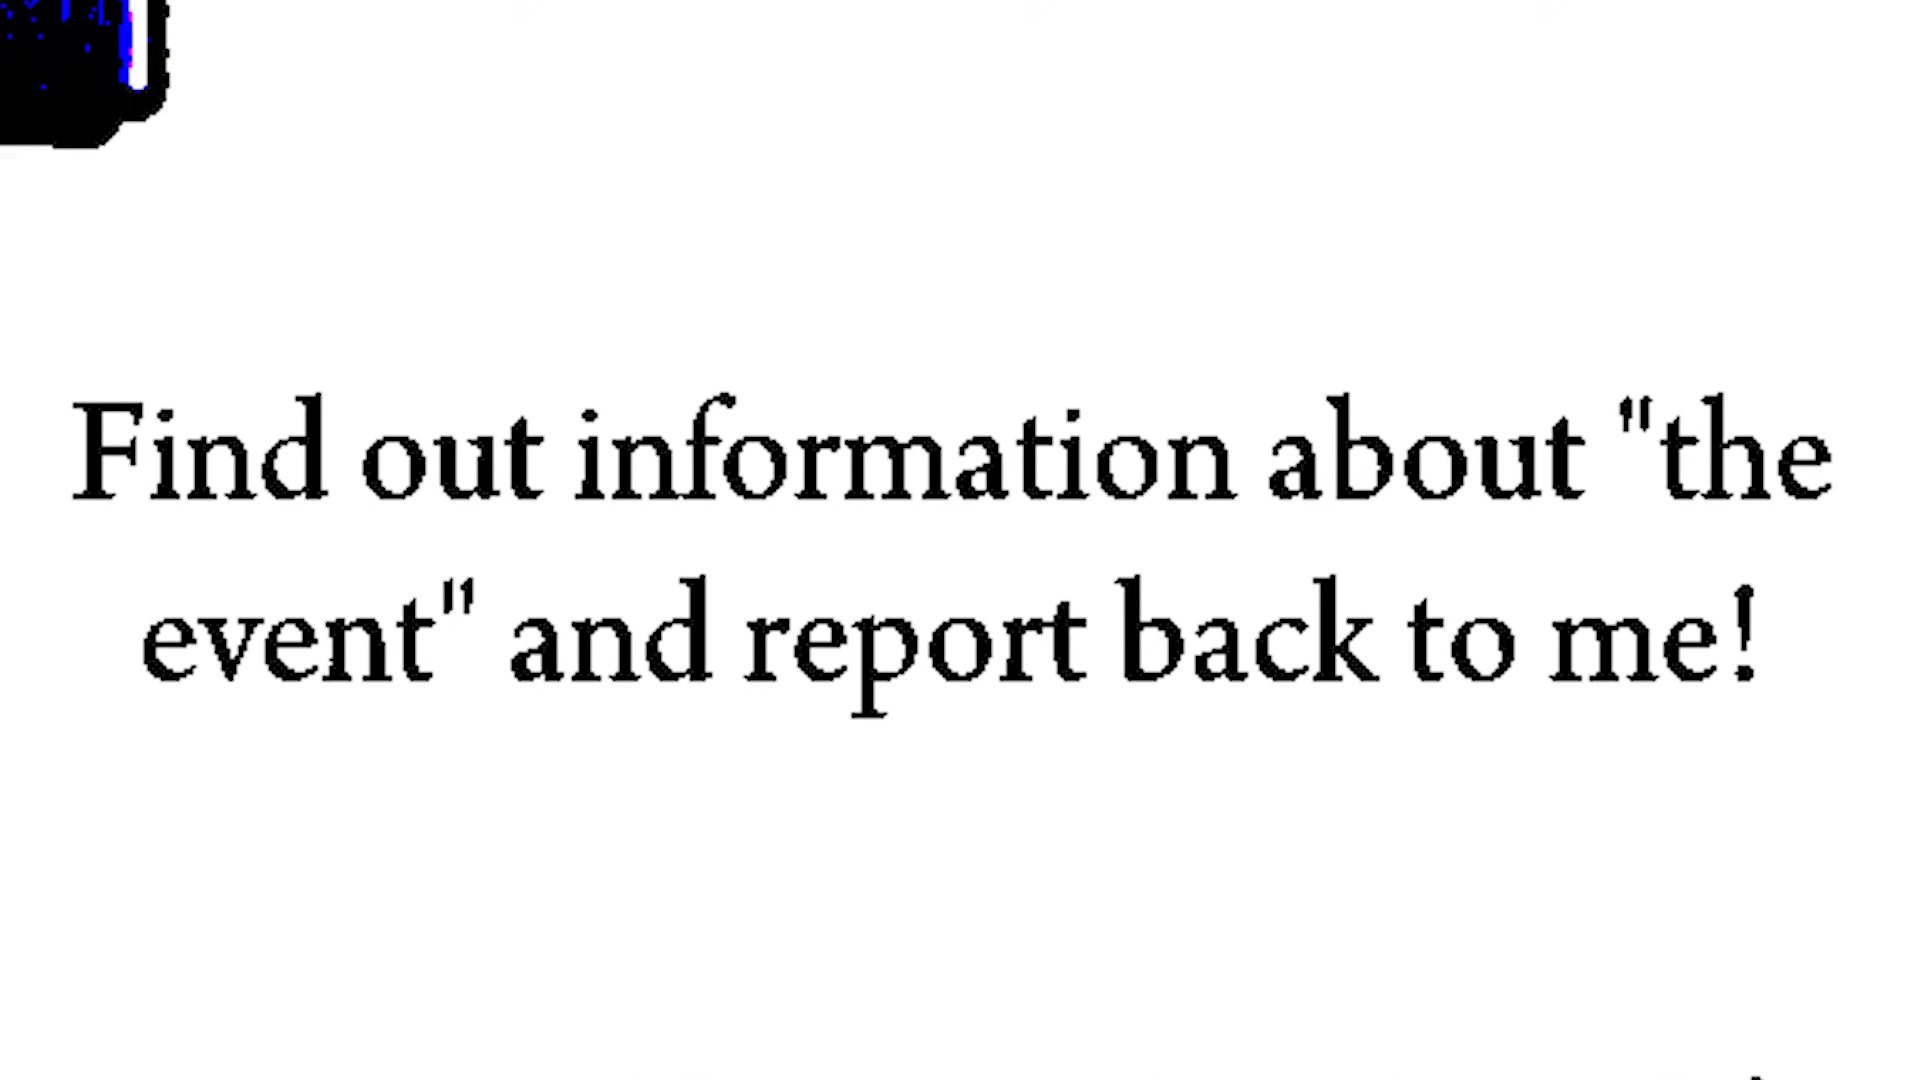 Find out information about "the
event" and report back to me!